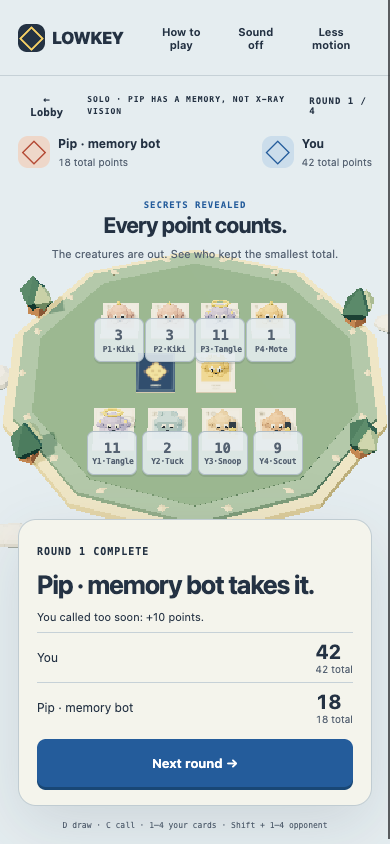 LOWKEY
How to play
Sound off
Less motion
← Lobby
SOLO · PIP HAS A MEMORY, NOT X-RAY VISION
ROUND 1 / 4
Pip · memory bot
18 total points
You
42 total points
SECRETS REVEALED
Every point counts.
The creatures are out. See who kept the smallest total.
3 3 11 1
P1·Kiki P2·Kiki P3·Tangle P4·Mote
11 2 10 9
Y1·Tangle Y2·Tuck Y3·Snoop Y4·Scout
ROUND 1 COMPLETE
Pip · memory bot takes it.
You called too soon: +10 points.
You 42
42 total
Pip · memory bot 18
18 total
Next round →
D draw · C call · 1–4 your cards · Shift + 1–4 opponent